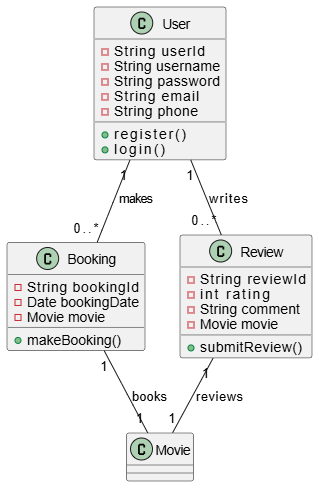 C User
String userId
String username
String password
String email
String phone
register()
login()
1 1
makes writes
0..* 0..*
C Booking
String bookingId
Date bookingDate
Movie movie
makeBooking()
C Review
String reviewId
int rating
String comment
Movie movie
submitReview()
1 1
books reviews
1 1
C Movie